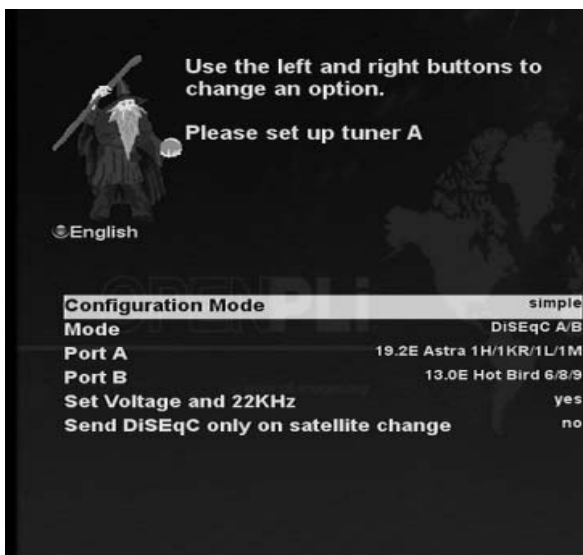 Use the left and right buttons to
change an option.
Please set up tuner A
English
OPENPLi
Configuration Mode simple
Mode DiSEqC A/B
Port A 19.2E Astra 1H/1KR/1L/1M
Port B 13.0E Hot Bird 6/8/9
Set Voltage and 22KHz yes
Send DiSEqC only on satellite change no